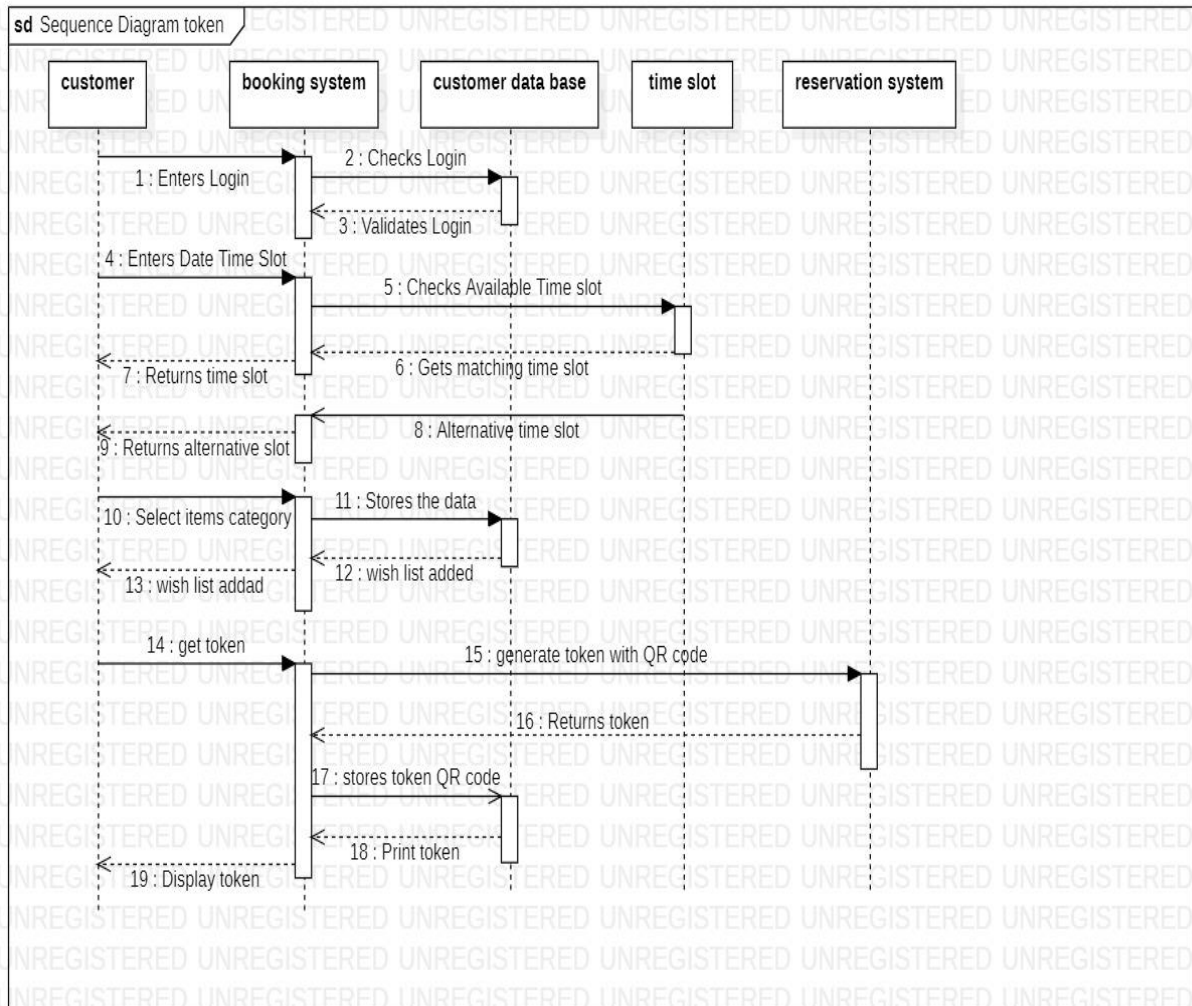 sd Sequence Diagram token
customer
booking system
customer data base
time slot
reservation system
1 : Enters Login
2 : Checks Login
3 : Validates Login
4 : Enters Date Time Slot
5 : Checks Available Time slot
6 : Gets matching time slot
7 : Returns time slot
8 : Alternative time slot
9 : Returns alternative slot
10 : Select items category
11 : Stores the data
12 : wish list added
13 : wish list addad
14 : get token
15 : generate token with QR code
16 : Returns token
17 : stores token QR code
18 : Print token
19 : Display token
UNREGISTERED